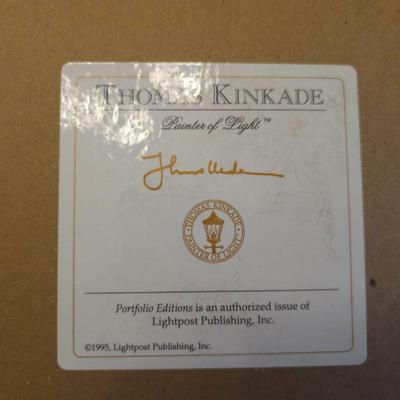 THOMAS KINKADE
Painter of Light™
THOMAS KINKADE
PAINTER OF LIGHT
Portfolio Editions is an authorized issue of
Lightpost Publishing, Inc.
©1995, Lightpost Publishing, Inc.